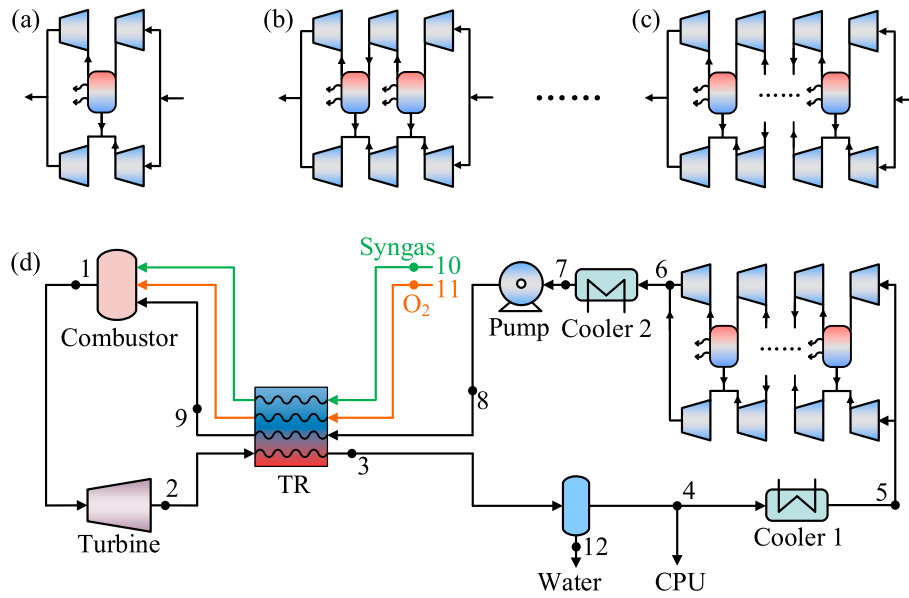 (a)
(b)
(c)
(d)
Syngas
1
10
7
6
11
O2
Pump
Cooler 2
Combustor
9
8
2
TR
3
4
5
Turbine
Cooler 1
12
Water
CPU